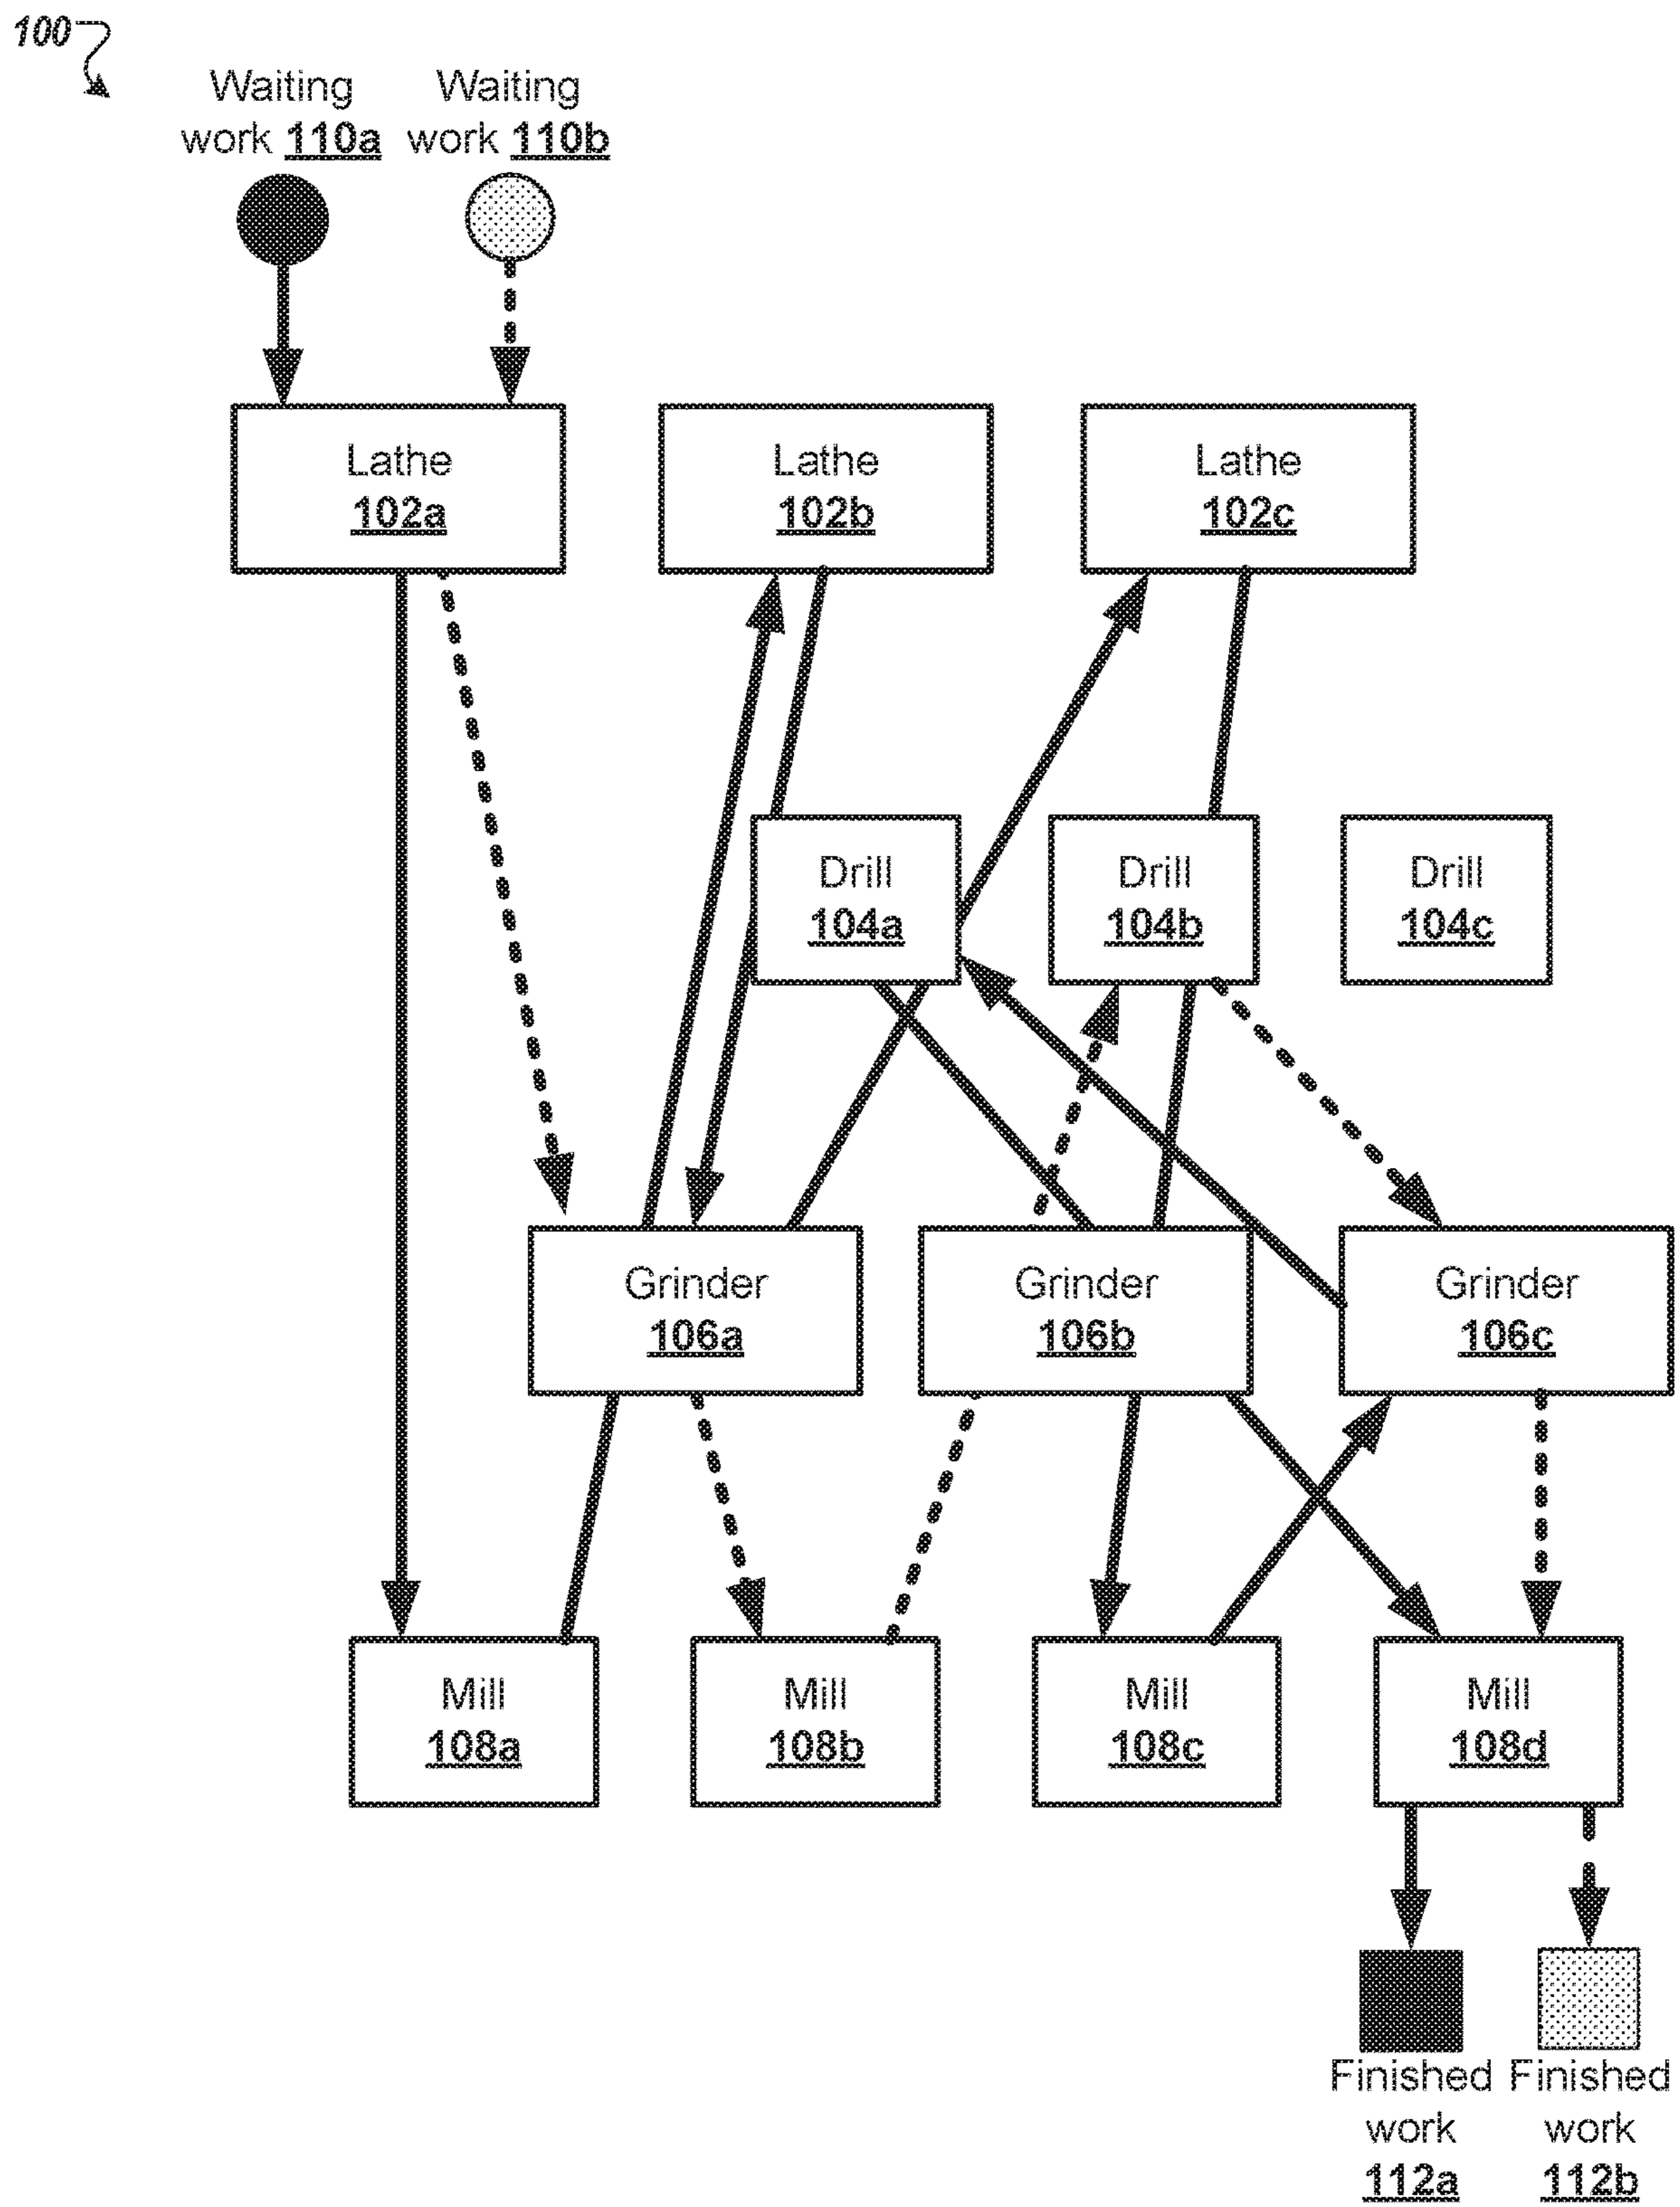 100
Waiting
work 110a
Waiting
work 110b
Lathe
102a
Lathe
102b
Lathe
102c
Drill
104a
Drill
104b
Drill
104c
Grinder
106a
Grinder
106b
Grinder
106c
Mill
108a
Mill
108b
Mill
108c
Mill
108d
Finished
work
112a
Finished
work
112b